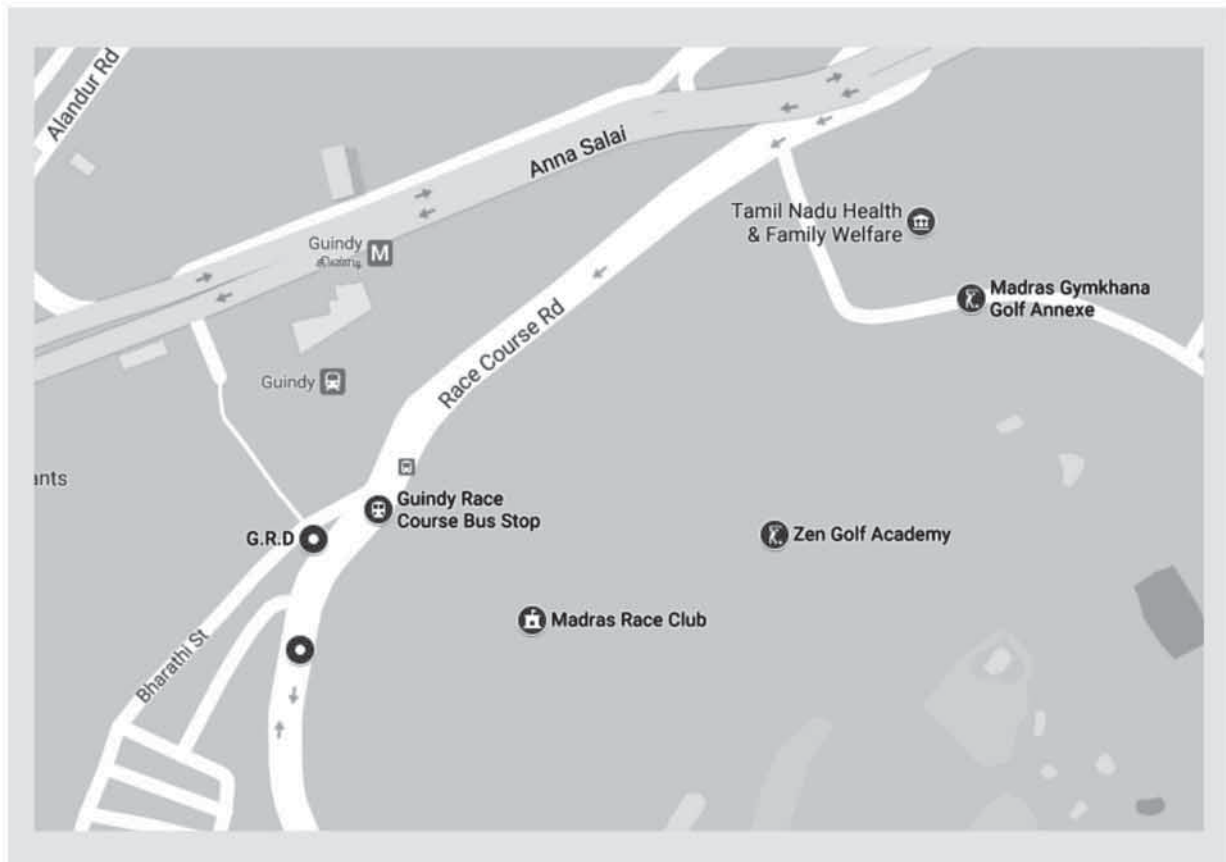 Alandur Rd
Anna Salai
Tamil Nadu Health
& Family Welfare
Guindy
கிண்டி
M
Madras Gymkhana
Golf Annexe
Race Course Rd
Guindy
ants
Guindy Race
Course Bus Stop
G.R.D
Zen Golf Academy
Madras Race Club
Bharathi St